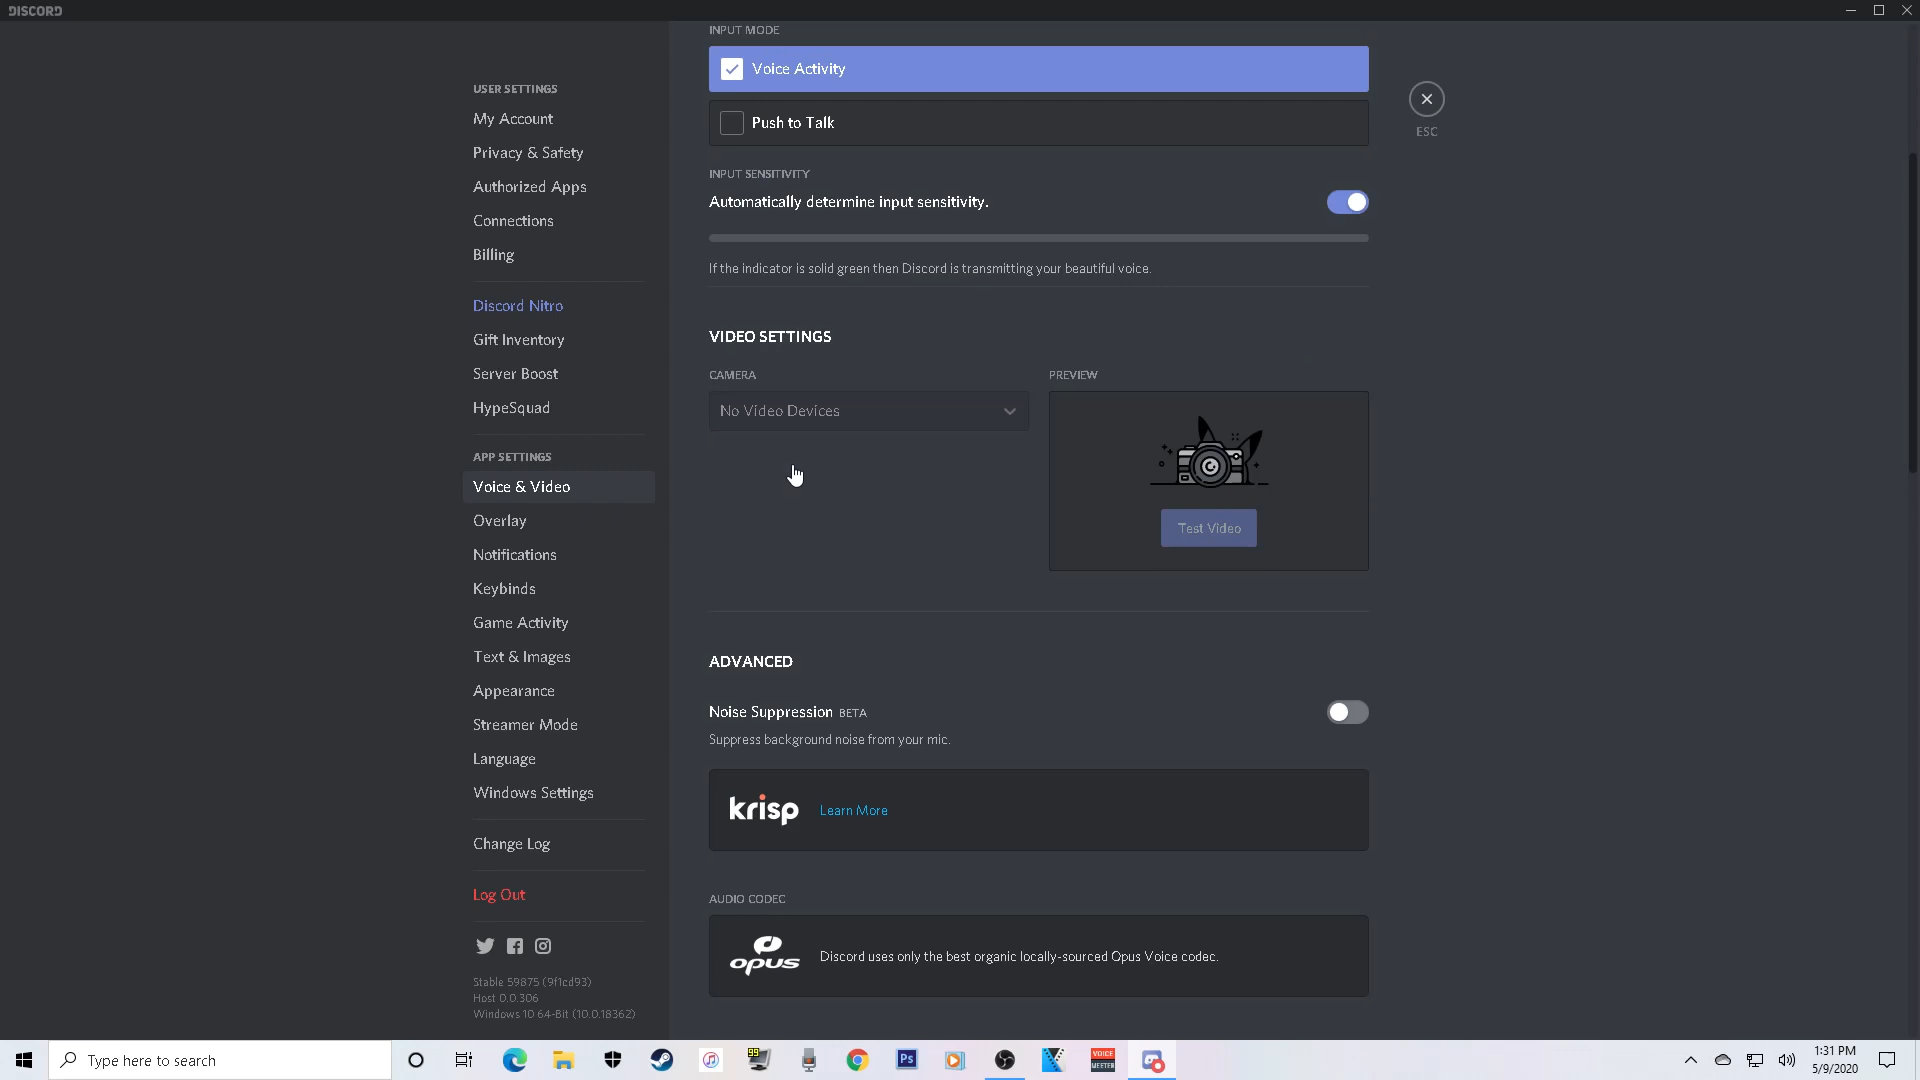 DISCORD
USER SETTINGS
My Account
Privacy & Safety
Authorized Apps
Connections
Billing
Discord Nitro
Gift Inventory
Server Boost
HypeSquad
APP SETTINGS
Voice & Video
Overlay
Notifications
Keybinds
Game Activity
Text & Images
Appearance
Streamer Mode
Language
Windows Settings
Change Log
Log Out
Stable 59875 (9f1cd93)
Host 0.0.306
Windows 10 64-Bit (10.0.18362)
INPUT MODE
Voice Activity
Push to Talk
INPUT SENSITIVITY
Automatically determine input sensitivity.
If the indicator is solid green then Discord is transmitting your beautiful voice.
VIDEO SETTINGS
CAMERA
No Video Devices
PREVIEW
Test Video
ADVANCED
Noise Suppression BETA
Suppress background noise from your mic.
krisp Learn More
AUDIO CODEC
opus Discord uses only the best organic locally-sourced Opus Voice codec.
ESC
Type here to search
99
Ps
VOICE
MEETER
1:31 PM
5/9/2020